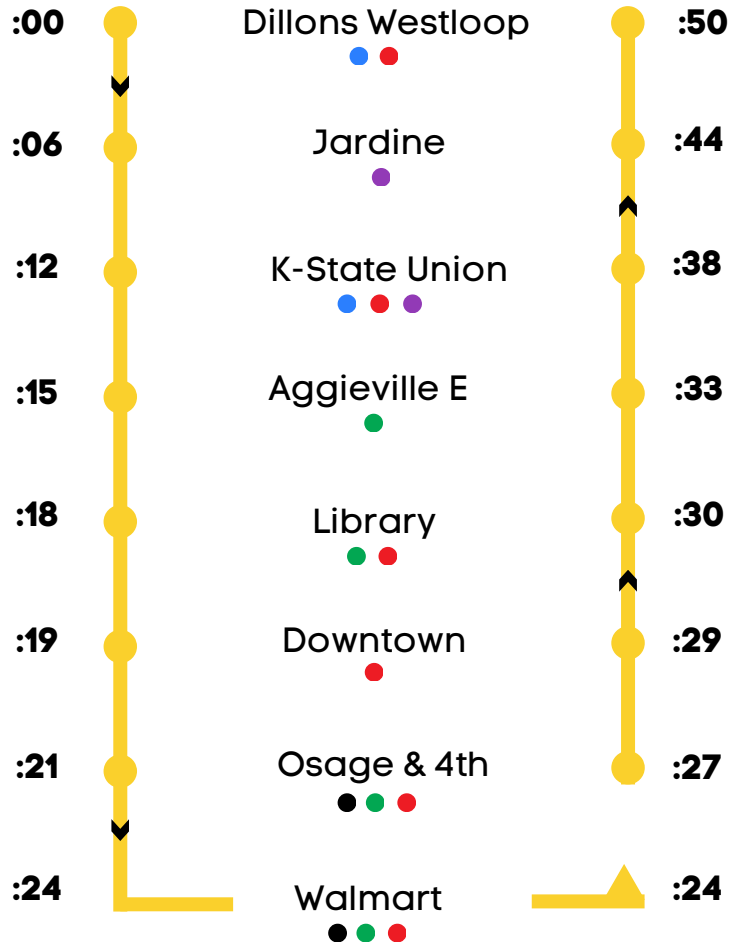 :00 Dillons Westloop :50
:06 Jardine :44
:12 K-State Union :38
:15 Aggieville E :33
:18 Library :30
:19 Downtown :29
:21 Osage & 4th :27
:24 Walmart :24